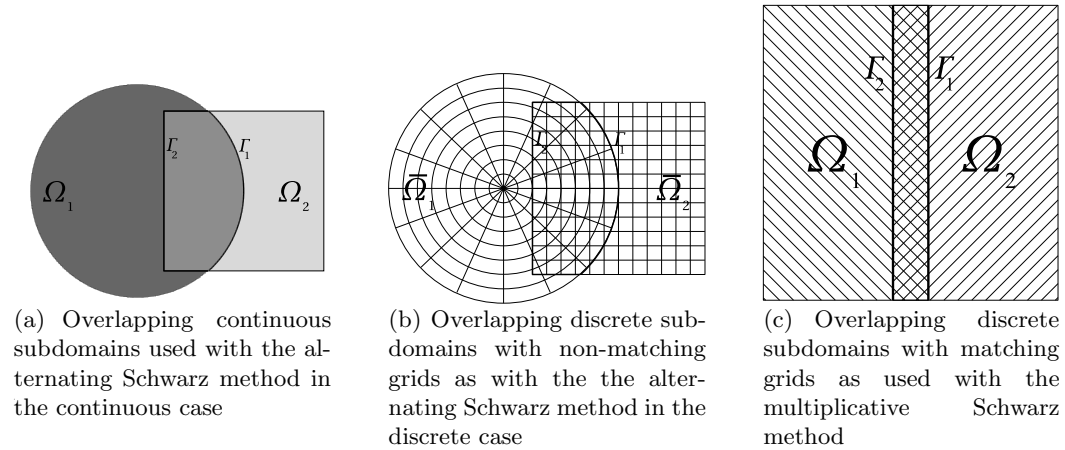 Γ₂
Γ₁
Ω₁
Ω₂
(a) Overlapping continuous
subdomains used with the al-
ternating Schwarz method in
the continuous case
Γ₂
Γ₁
Ω̄₁
Ω̄₂
(b) Overlapping discrete sub-
domains with non-matching
grids as with the the alter-
nating Schwarz method in the
discrete case
Γ₂
Γ₁
Ω₁
Ω₂
(c) Overlapping discrete
subdomains with matching
grids as used with the
multiplicative Schwarz
method